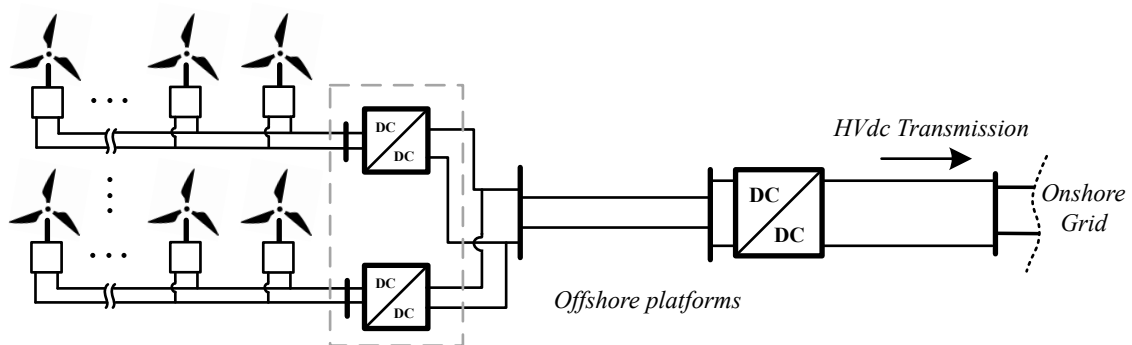 DC
DC
HVdc Transmission
DC
DC
Onshore
Grid
DC
DC
Offshore platforms